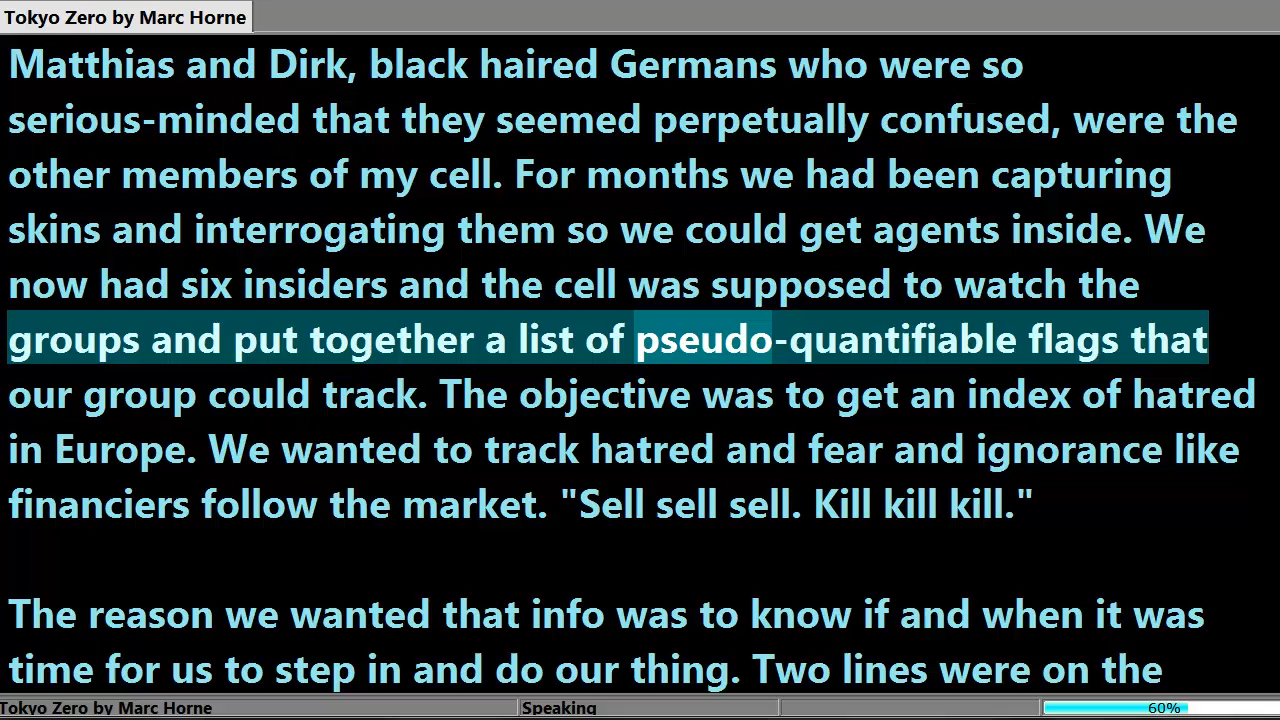 Tokyo Zero by Marc Horne
Matthias and Dirk, black haired Germans who were so
serious-minded that they seemed perpetually confused, were the
other members of my cell. For months we had been capturing
skins and interrogating them so we could get agents inside. We
now had six insiders and the cell was supposed to watch the
groups and put together a list of pseudo-quantifiable flags that
our group could track. The objective was to get an index of hatred
in Europe. We wanted to track hatred and fear and ignorance like
financiers follow the market. "Sell sell sell. Kill kill kill."
The reason we wanted that info was to know if and when it was
time for us to step in and do our thing. Two lines were on the
Tokyo Zero by Marc Horne Speaking 60%